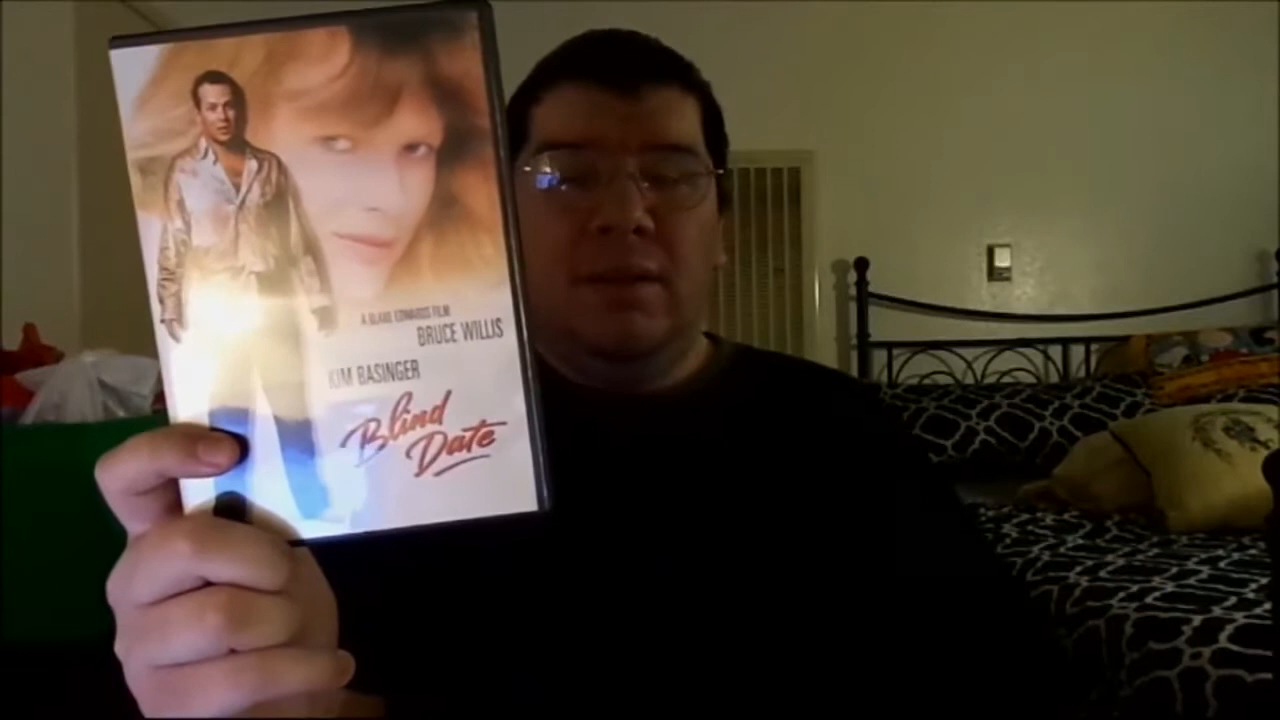 A BLAKE EDWARDS FILM
BRUCE WILLIS
KIM BASINGER
Blind
Date